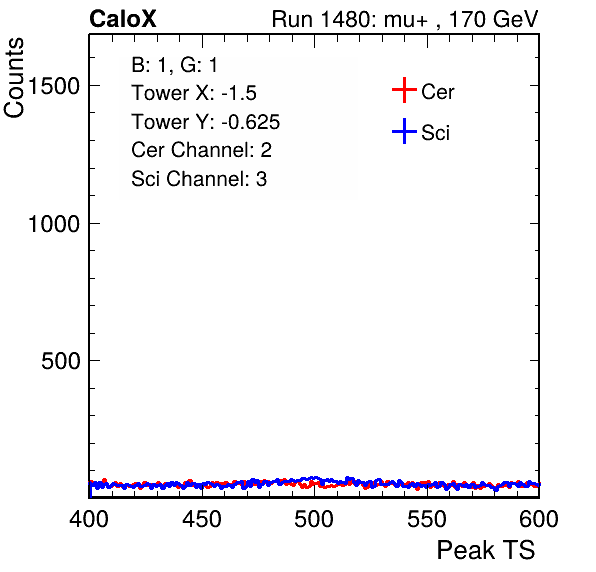 CaloX Run 1480: mu+ , 170 GeV
Counts
B: 1, G: 1
Tower X: -1.5
Tower Y: -0.625
Cer Channel: 2
Sci Channel: 3
Cer
Sci
1500
1000
500
400 450 500 550 600
Peak TS